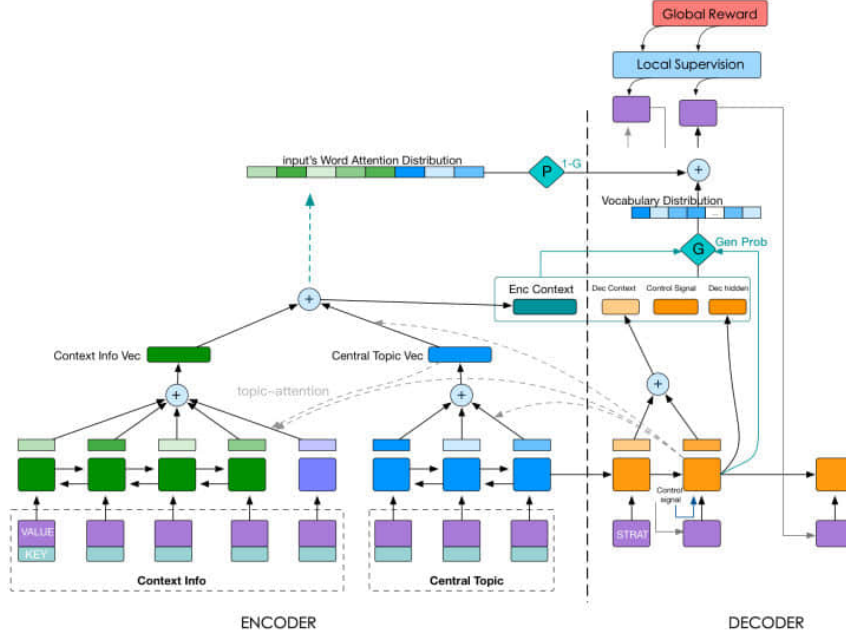 Global Reward
Local Supervision
input's Word Attention Distribution
P
1-G
+
Vocabulary Distribution
...
G
Gen Prob
Enc Context
Dec Context
Control Signal
Dec hidden
+
Context Info Vec
Central Topic Vec
topic-attention
+
+
+
Control
signal
VALUE
KEY
STRAT
Context Info
Central Topic
ENCODER
DECODER